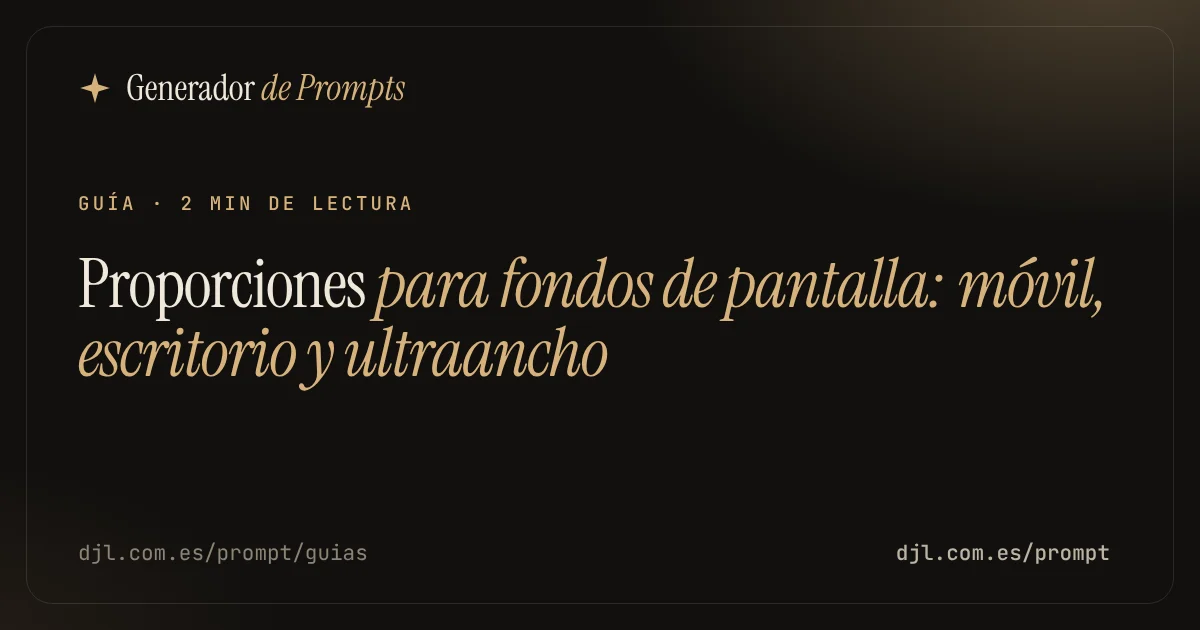 Generador de Prompts
GUÍA · 2 MIN DE LECTURA
Proporciones para fondos de pantalla: móvil,
escritorio y ultraancho
djl.com.es/prompt/guias
djl.com.es/prompt